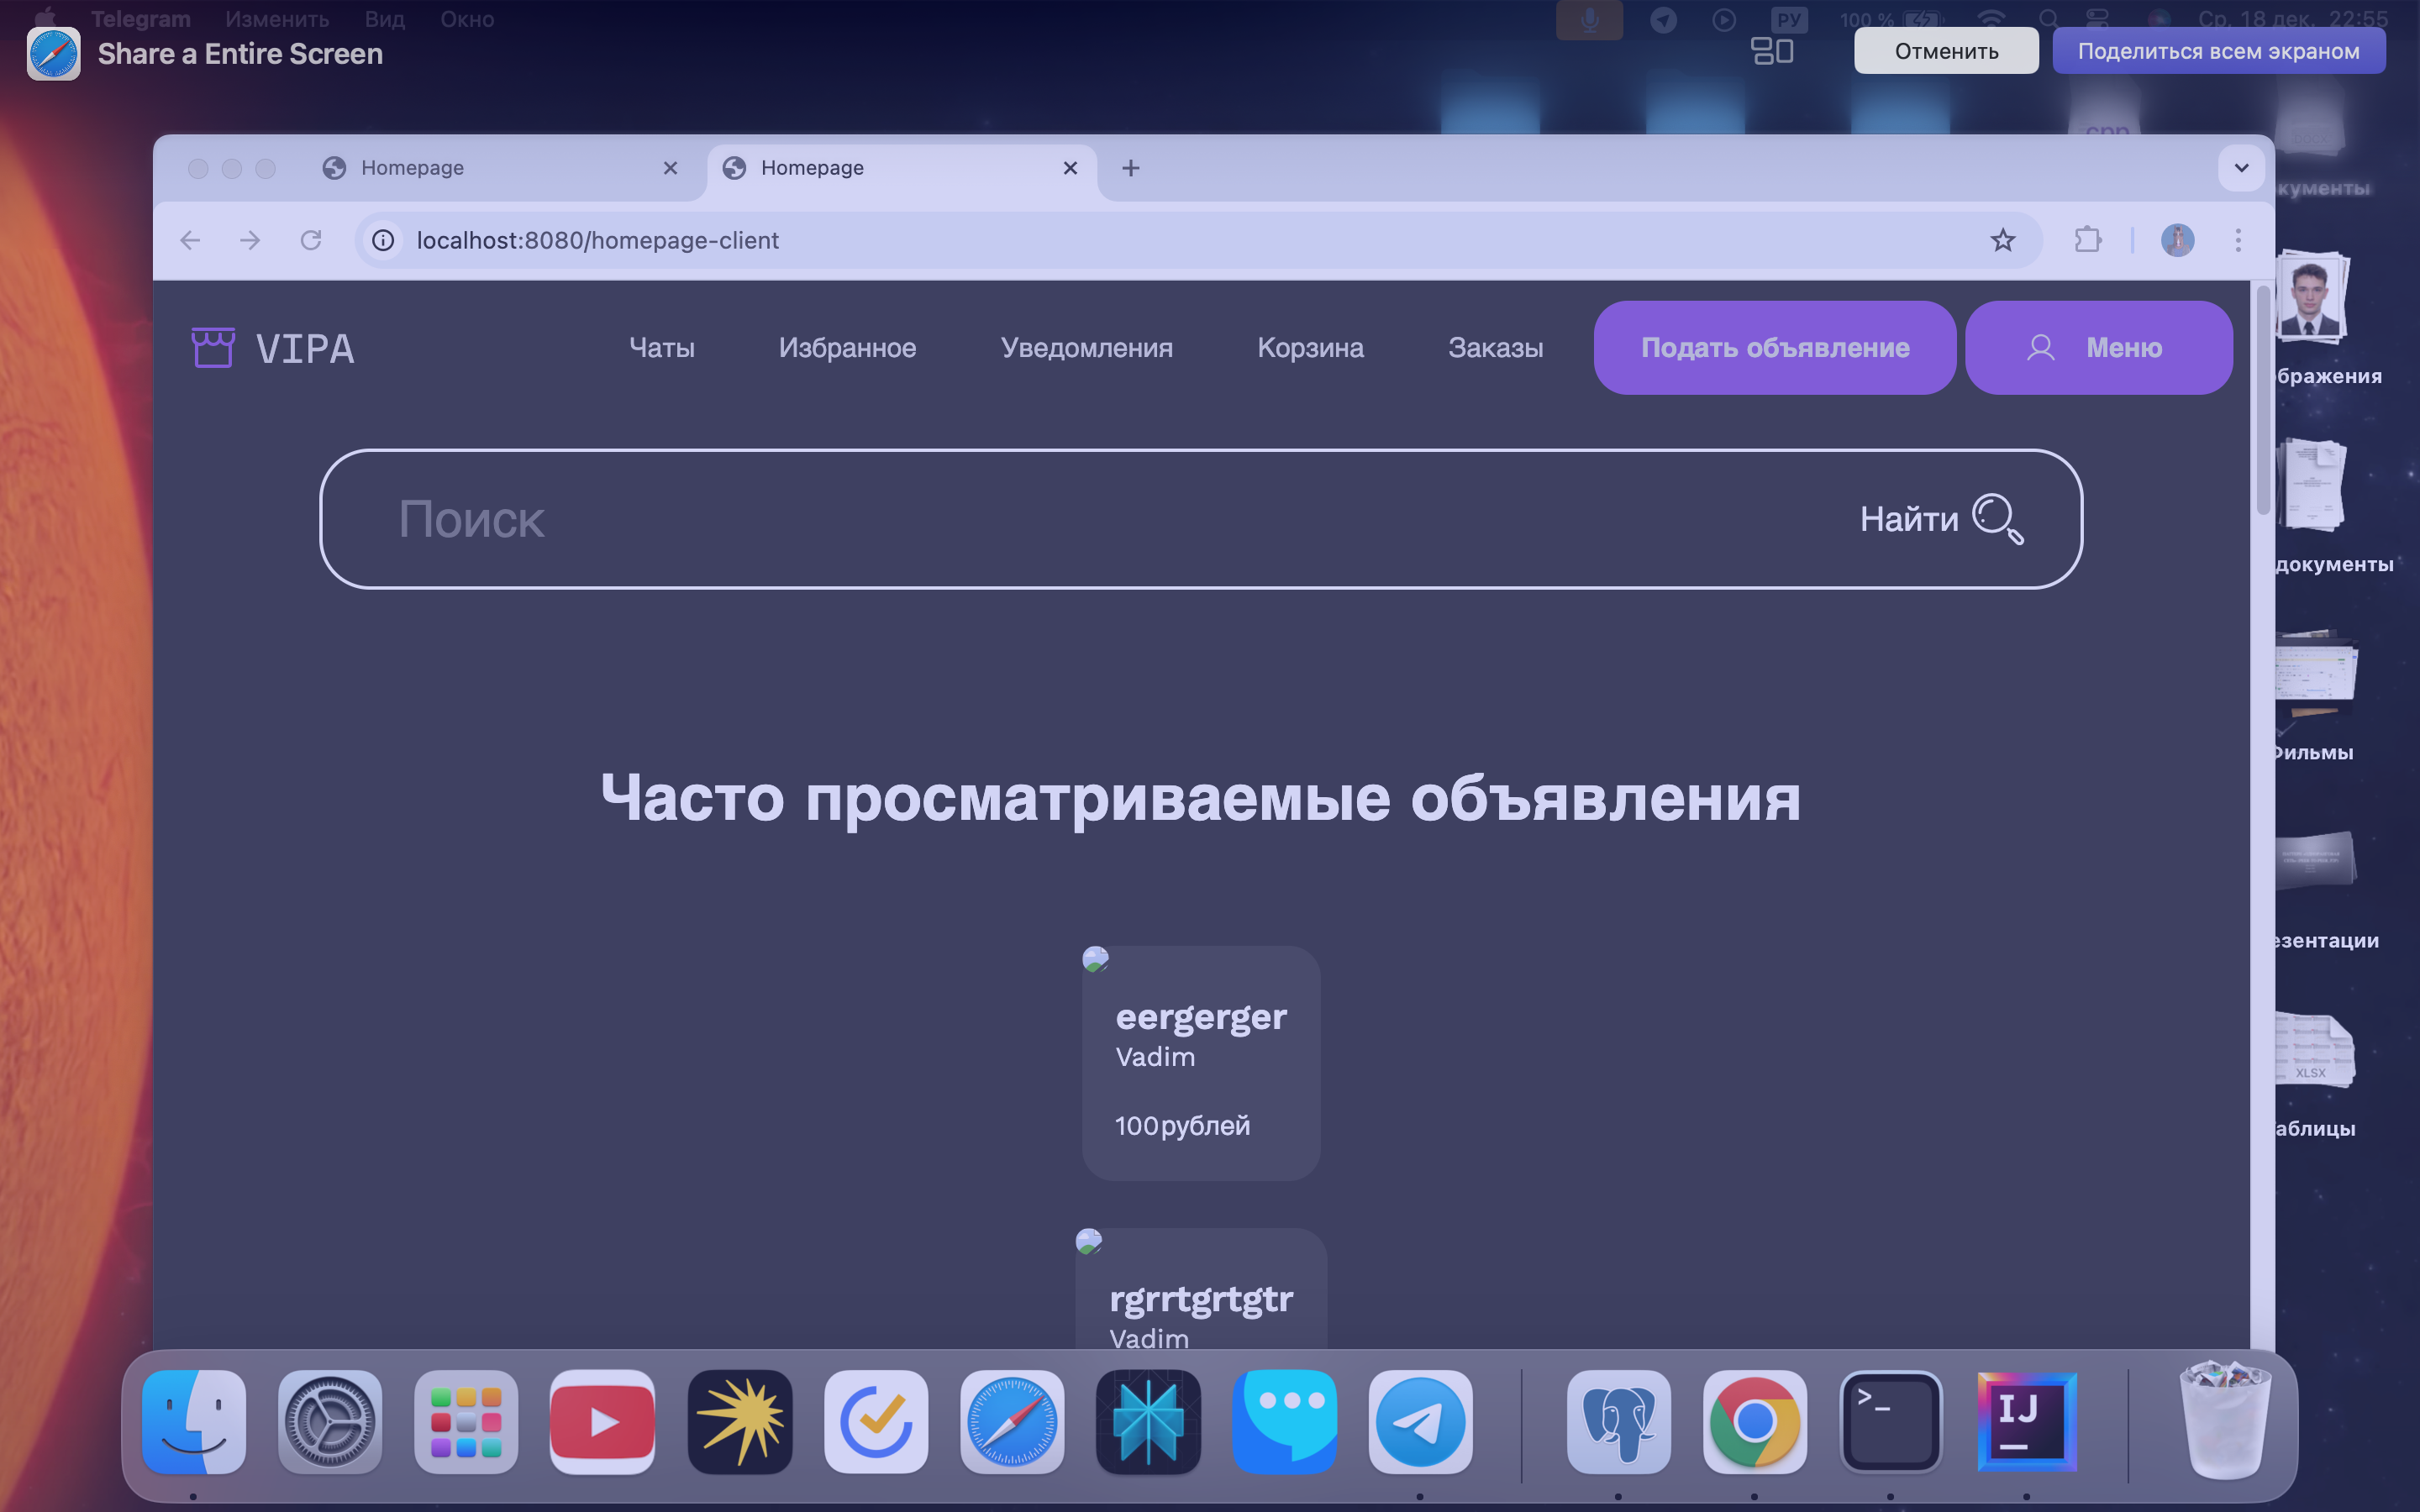 Telegram Изменить Вид Окно РУ 100 % Ср, 18 дек. 22:55
Share a Entire Screen Отменить Поделиться всем экраном
cpp
Homepage Homepage
кументы
localhost:8080/homepage-client
VIPA Чаты Избранное Уведомления Корзина Заказы Подать объявление Меню
бражения
Поиск Найти
документы
Фильмы
Часто просматриваемые объявления
езентации
eergerger
Vadim
XLSX
100рублей
аблицы
rgrrtgrtgtr
Vadim
>_
IJ